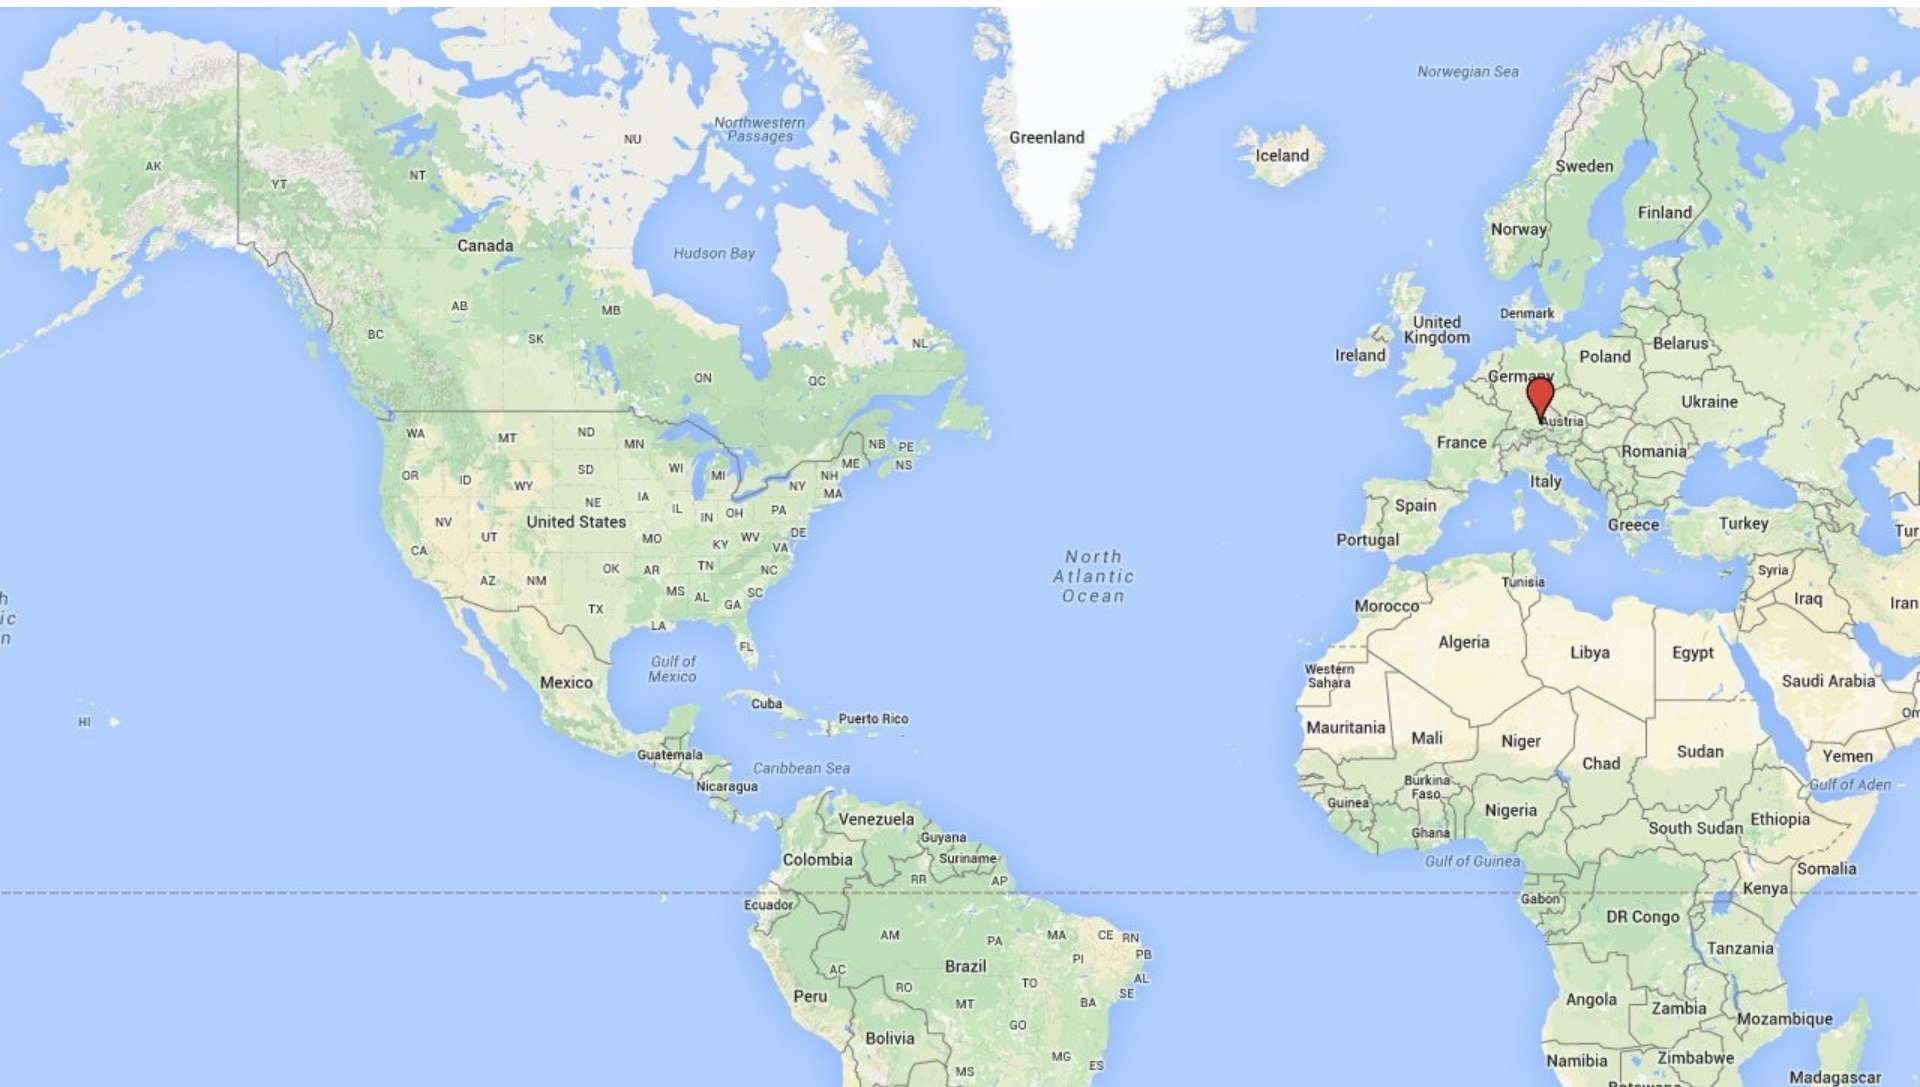 Norwegian Sea
Northwestern
Passages
NU
Greenland
Iceland
AK
YT
NT
Sweden
Finland
Norway
Canada
Hudson Bay
AB
MB
BC
SK
NL
ON
QC
Denmark
United
Kingdom
Ireland
Belarus
Poland
Germany
Ukraine
Austria
France
Romania
WA
MT
ND
MN
NB
PE
NS
ME
OR
ID
SD
WI
MI
NH
NY
MA
WY
NE
IA
IL
IN
OH
PA
Italy
Spain
NV
UT
United States
MO
KY
WV
VA
DE
Greece
Turkey
Tur
Portugal
CA
AZ
NM
OK
AR
TN
NC
SC
MS
AL
GA
TX
LA
FL
North
Atlantic
Ocean
h
ic
n
Syria
Tunisia
Iraq
Iran
Morocco
Algeria
Libya
Egypt
Saudi Arabia
Gulf of
Mexico
Mexico
Western
Sahara
Om
HI
Cuba
Puerto Rico
Mauritania
Mali
Niger
Chad
Sudan
Yemen
Guatemala
Caribbean Sea
Nicaragua
Burkina
Faso
Gulf of Aden
Guinea
Nigeria
Ghana
South Sudan
Ethiopia
Venezuela
Guyana
Suriname
Colombia
RR
AP
Gulf of Guinea
Somalia
Kenya
Ecuador
Gabon
DR Congo
Tanzania
AM
PA
MA
CE
RN
PB
PI
AL
SE
AC
Brazil
RO
TO
MT
BA
Peru
GO
Bolivia
MG
ES
MS
Angola
Zambia
Mozambique
Namibia
Zimbabwe
Botswana
Madagascar